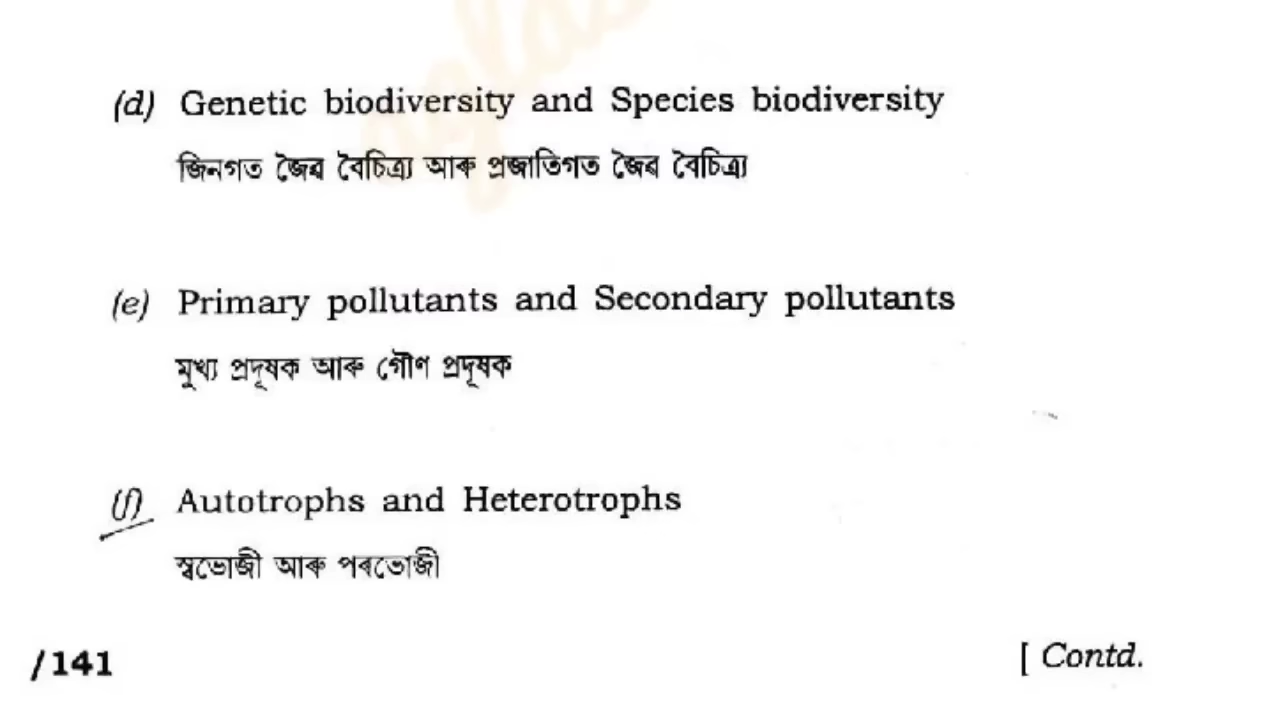 (d) Genetic biodiversity and Species biodiversity
জিনগত জৈৱ বৈচিত্ৰ্য আৰু প্ৰজাতিগত জৈৱ বৈচিত্ৰ্য
(e) Primary pollutants and Secondary pollutants
মুখ্য প্ৰদূষক আৰু গৌণ প্ৰদূষক
(f) Autotrophs and Heterotrophs
স্বভোজী আৰু পৰভোজী
/141
[ Contd.